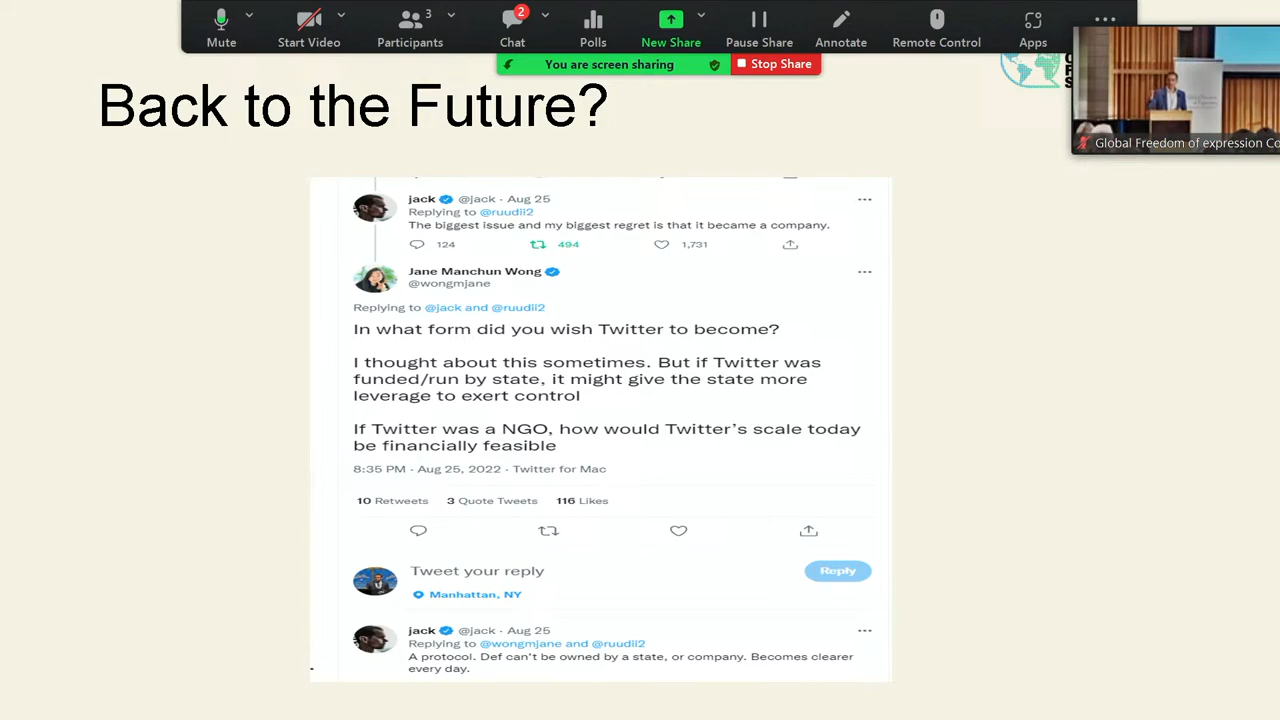 Mute
Start Video
3
Participants
2
Chat
Polls
New Share
Pause Share
Annotate
Remote Control
Apps
You are screen sharing
Stop Share
Back to the Future?
Global Freedom of expression Co
jack @jack · Aug 25
Replying to @ruudii2
The biggest issue and my biggest regret is that it became a company.
124 494 1,731
Jane Manchun Wong
@wongmjane
Replying to @jack and @ruudii2
In what form did you wish Twitter to become?
I thought about this sometimes. But if Twitter was
funded/run by state, it might give the state more
leverage to exert control
If Twitter was a NGO, how would Twitter's scale today
be financially feasible
8:35 PM · Aug 25, 2022 · Twitter for Mac
10 Retweets 3 Quote Tweets 116 Likes
Tweet your reply
Reply
Manhattan, NY
jack @jack · Aug 25
Replying to @wongmjane and @ruudii2
A protocol. Def can't be owned by a state, or company. Becomes clearer
every day.